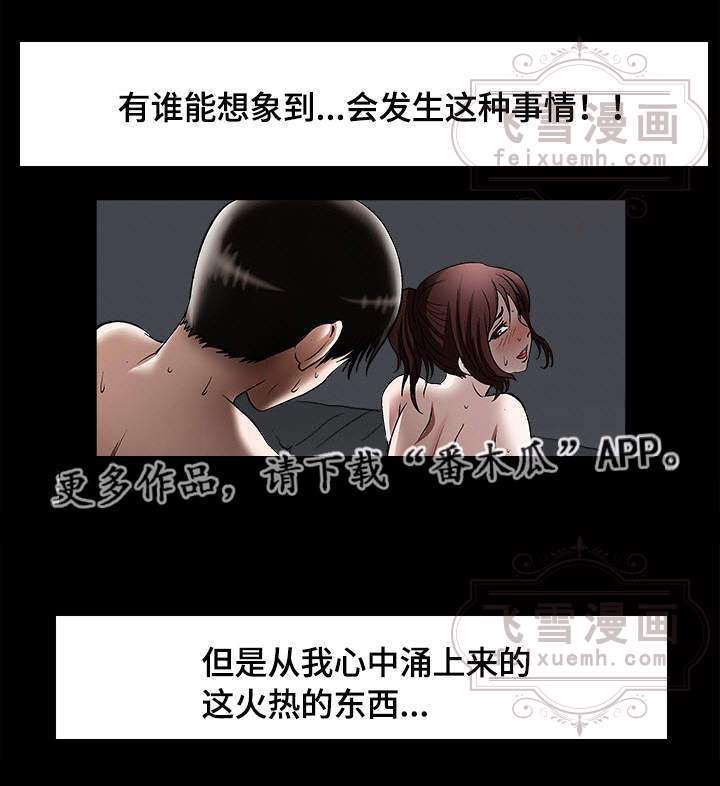 有谁能想象到...会发生这种事情！！
飞雪漫画
feixuemh.com
更多作品，请下载“番木瓜”APP。
飞雪漫画
feixuemh.com
但是从我心中涌上来的
这火热的东西...